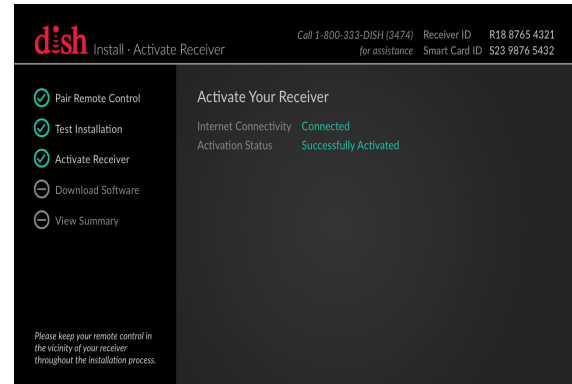 dish Install · Activate Receiver
Call 1-800-333-DISH (3474)
for assistance
Receiver ID R18 8765 4321
Smart Card ID S23 9876 5432
Pair Remote Control
Test Installation
Activate Receiver
Download Software
View Summary
Please keep your remote control in
the vicinity of your receiver
throughout the installation process.
Activate Your Receiver
Internet Connectivity Connected
Activation Status Successfully Activated